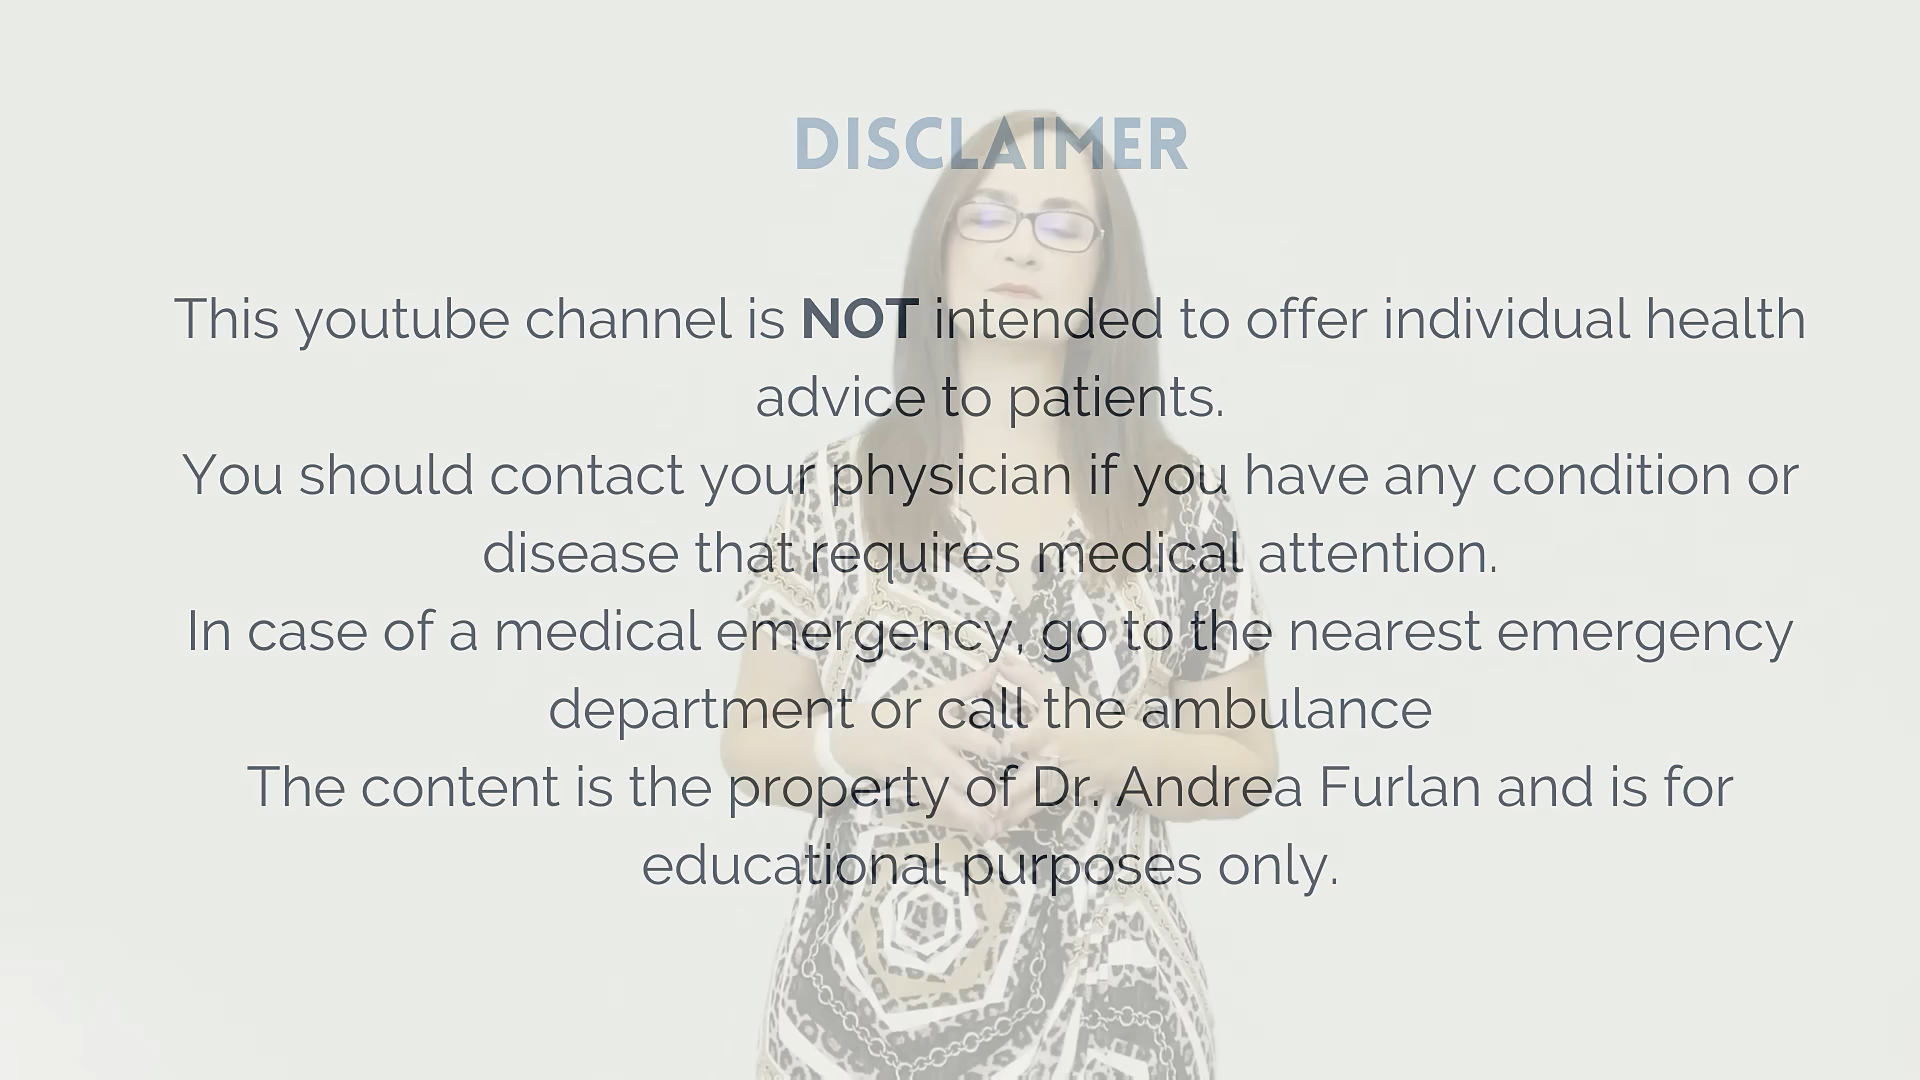 DISCLAIMER
This youtube channel is NOT intended to offer individual health
advice to patients.
You should contact your physician if you have any condition or
disease that requires medical attention.
In case of a medical emergency, go to the nearest emergency
department or call the ambulance
The content is the property of Dr. Andrea Furlan and is for
educational purposes only.